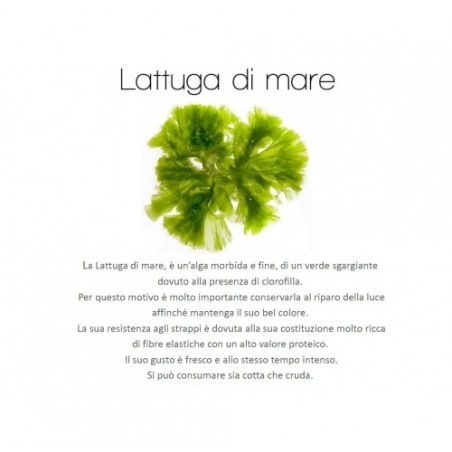 Lattuga di mare
La Lattuga di mare, è un'alga morbida e fine, di un verde sgargiante
dovuto alla presenza di clorofilla.
Per questo motivo è molto importante conservarla al riparo della luce
affinché mantenga il suo bel colore.
La sua resistenza agli strappi è dovuta alla sua costituzione molto ricca
di fibre elastiche con un alto valore proteico.
Il suo gusto è fresco e allo stesso tempo intenso.
Si può consumare sia cotta che cruda.